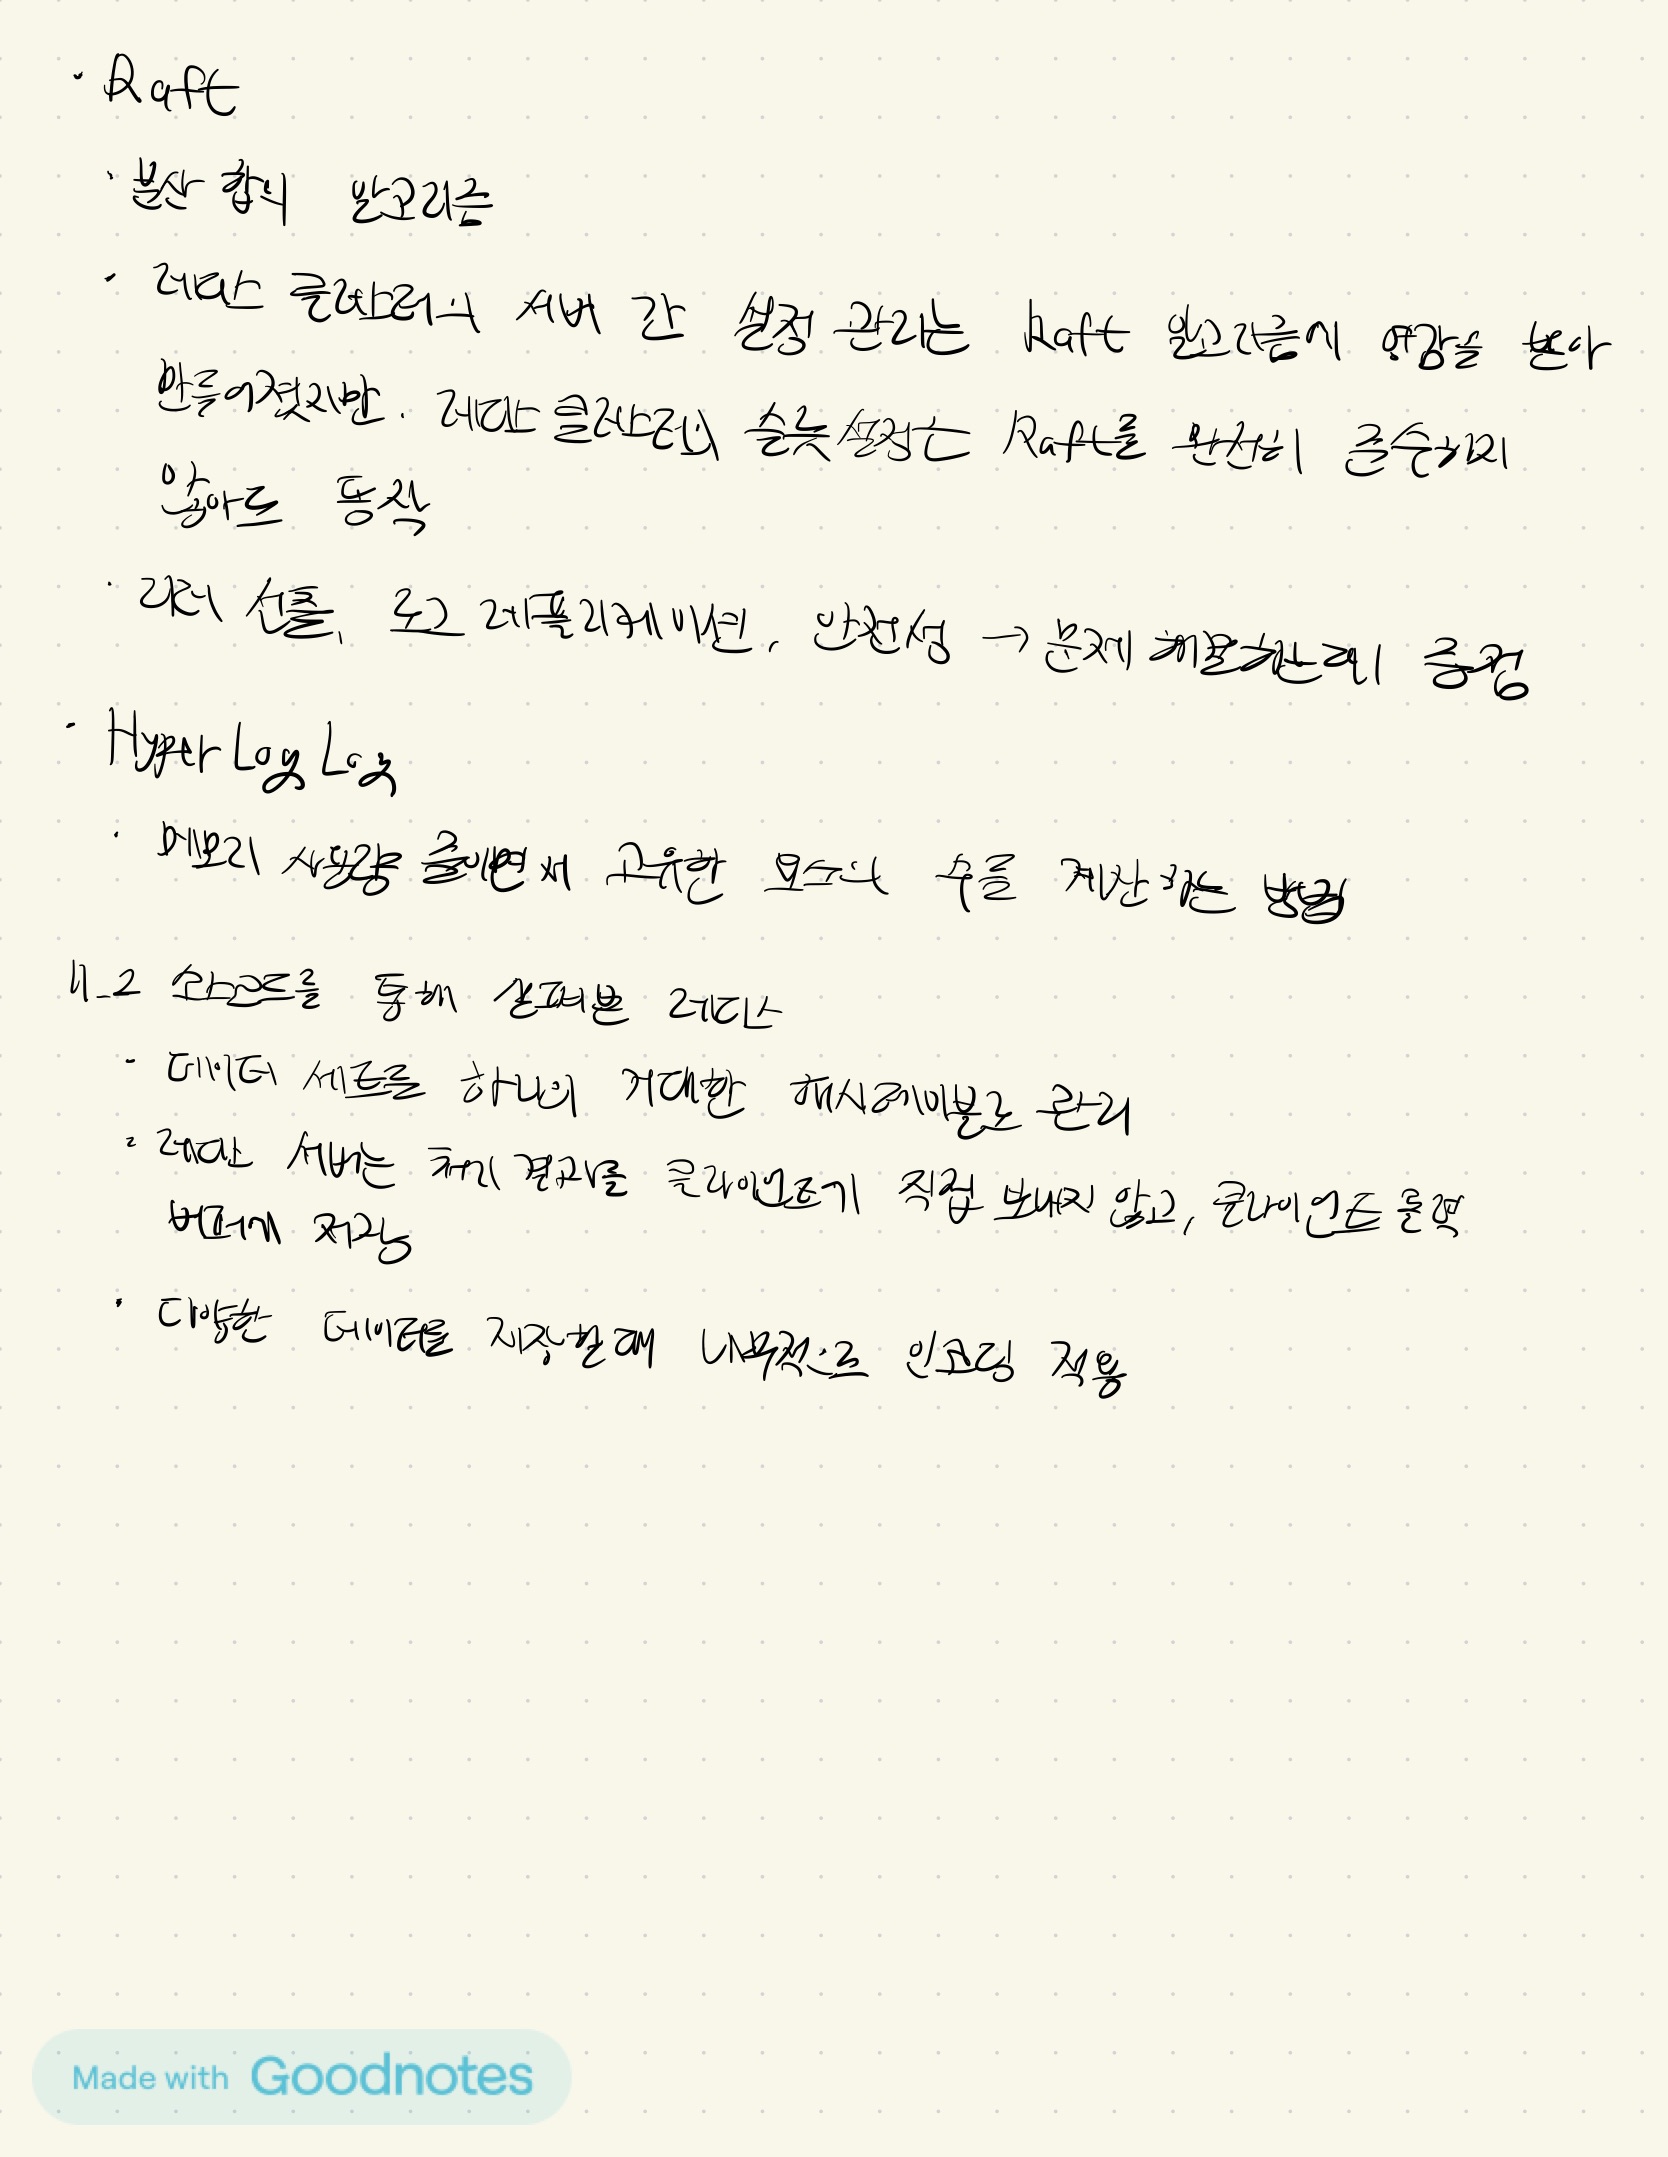 · Raft
· 분산 합의 알고리즘
· 레디스 클러스터의 서버 간 설정 관리는 Raft 알고리즘에 영감을 받아
만들어졌지만. 레디스 클러스터의 슬롯 설정은 Raft를 완전히 준수하지
않아도 동작
· 리더 선출, 로그 레플리케이션, 안전성 → 문제 해결하는데 중점
· HyperLogLog
· 메모리 사용량 줄이면서 고유한 요소의 수를 계산하는 방법
11_2 소스코드를 통해 살펴본 레디스
· 데이터 세트를 하나의 거대한 해시테이블로 관리
· 레디스 서버는 처리 결과를 클라이언트에 직접 보내지 않고, 클라이언트 출력
버퍼에 저장
· 다양한 데이터를 저장할 때 내부적으로 인코딩 적용
Made with Goodnotes